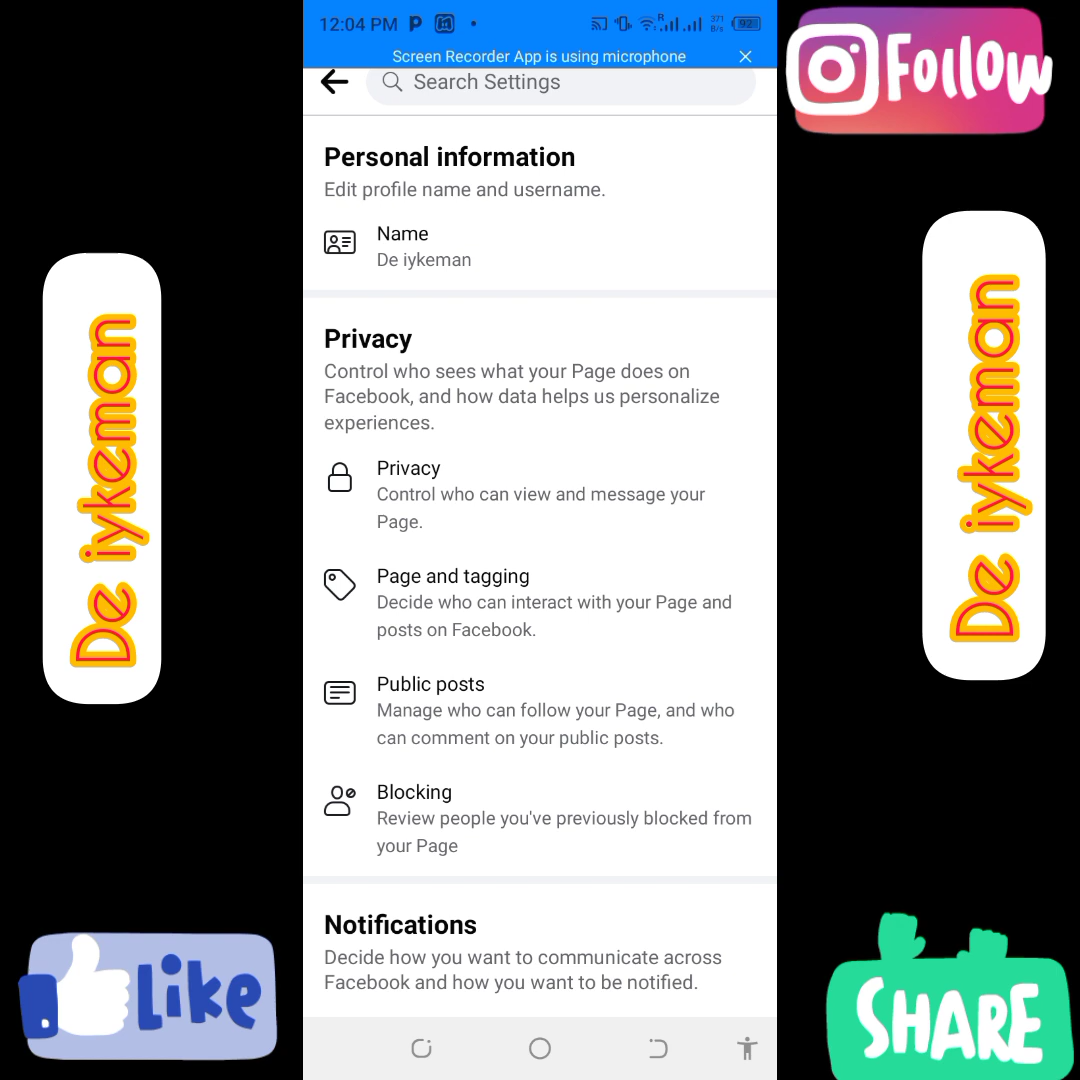 12:04 PM
R
371
B/s
92
Screen Recorder App is using microphone
Search Settings
Follow
Personal information
Edit profile name and username.
Name
De iykeman
Privacy
Control who sees what your Page does on
Facebook, and how data helps us personalize
experiences.
Privacy
Control who can view and message your
Page.
Page and tagging
Decide who can interact with your Page and
posts on Facebook.
Public posts
Manage who can follow your Page, and who
can comment on your public posts.
Blocking
Review people you've previously blocked from
your Page
Notifications
Decide how you want to communicate across
Facebook and how you want to be notified.
De iykeman
De iykeman
Like
SHARE